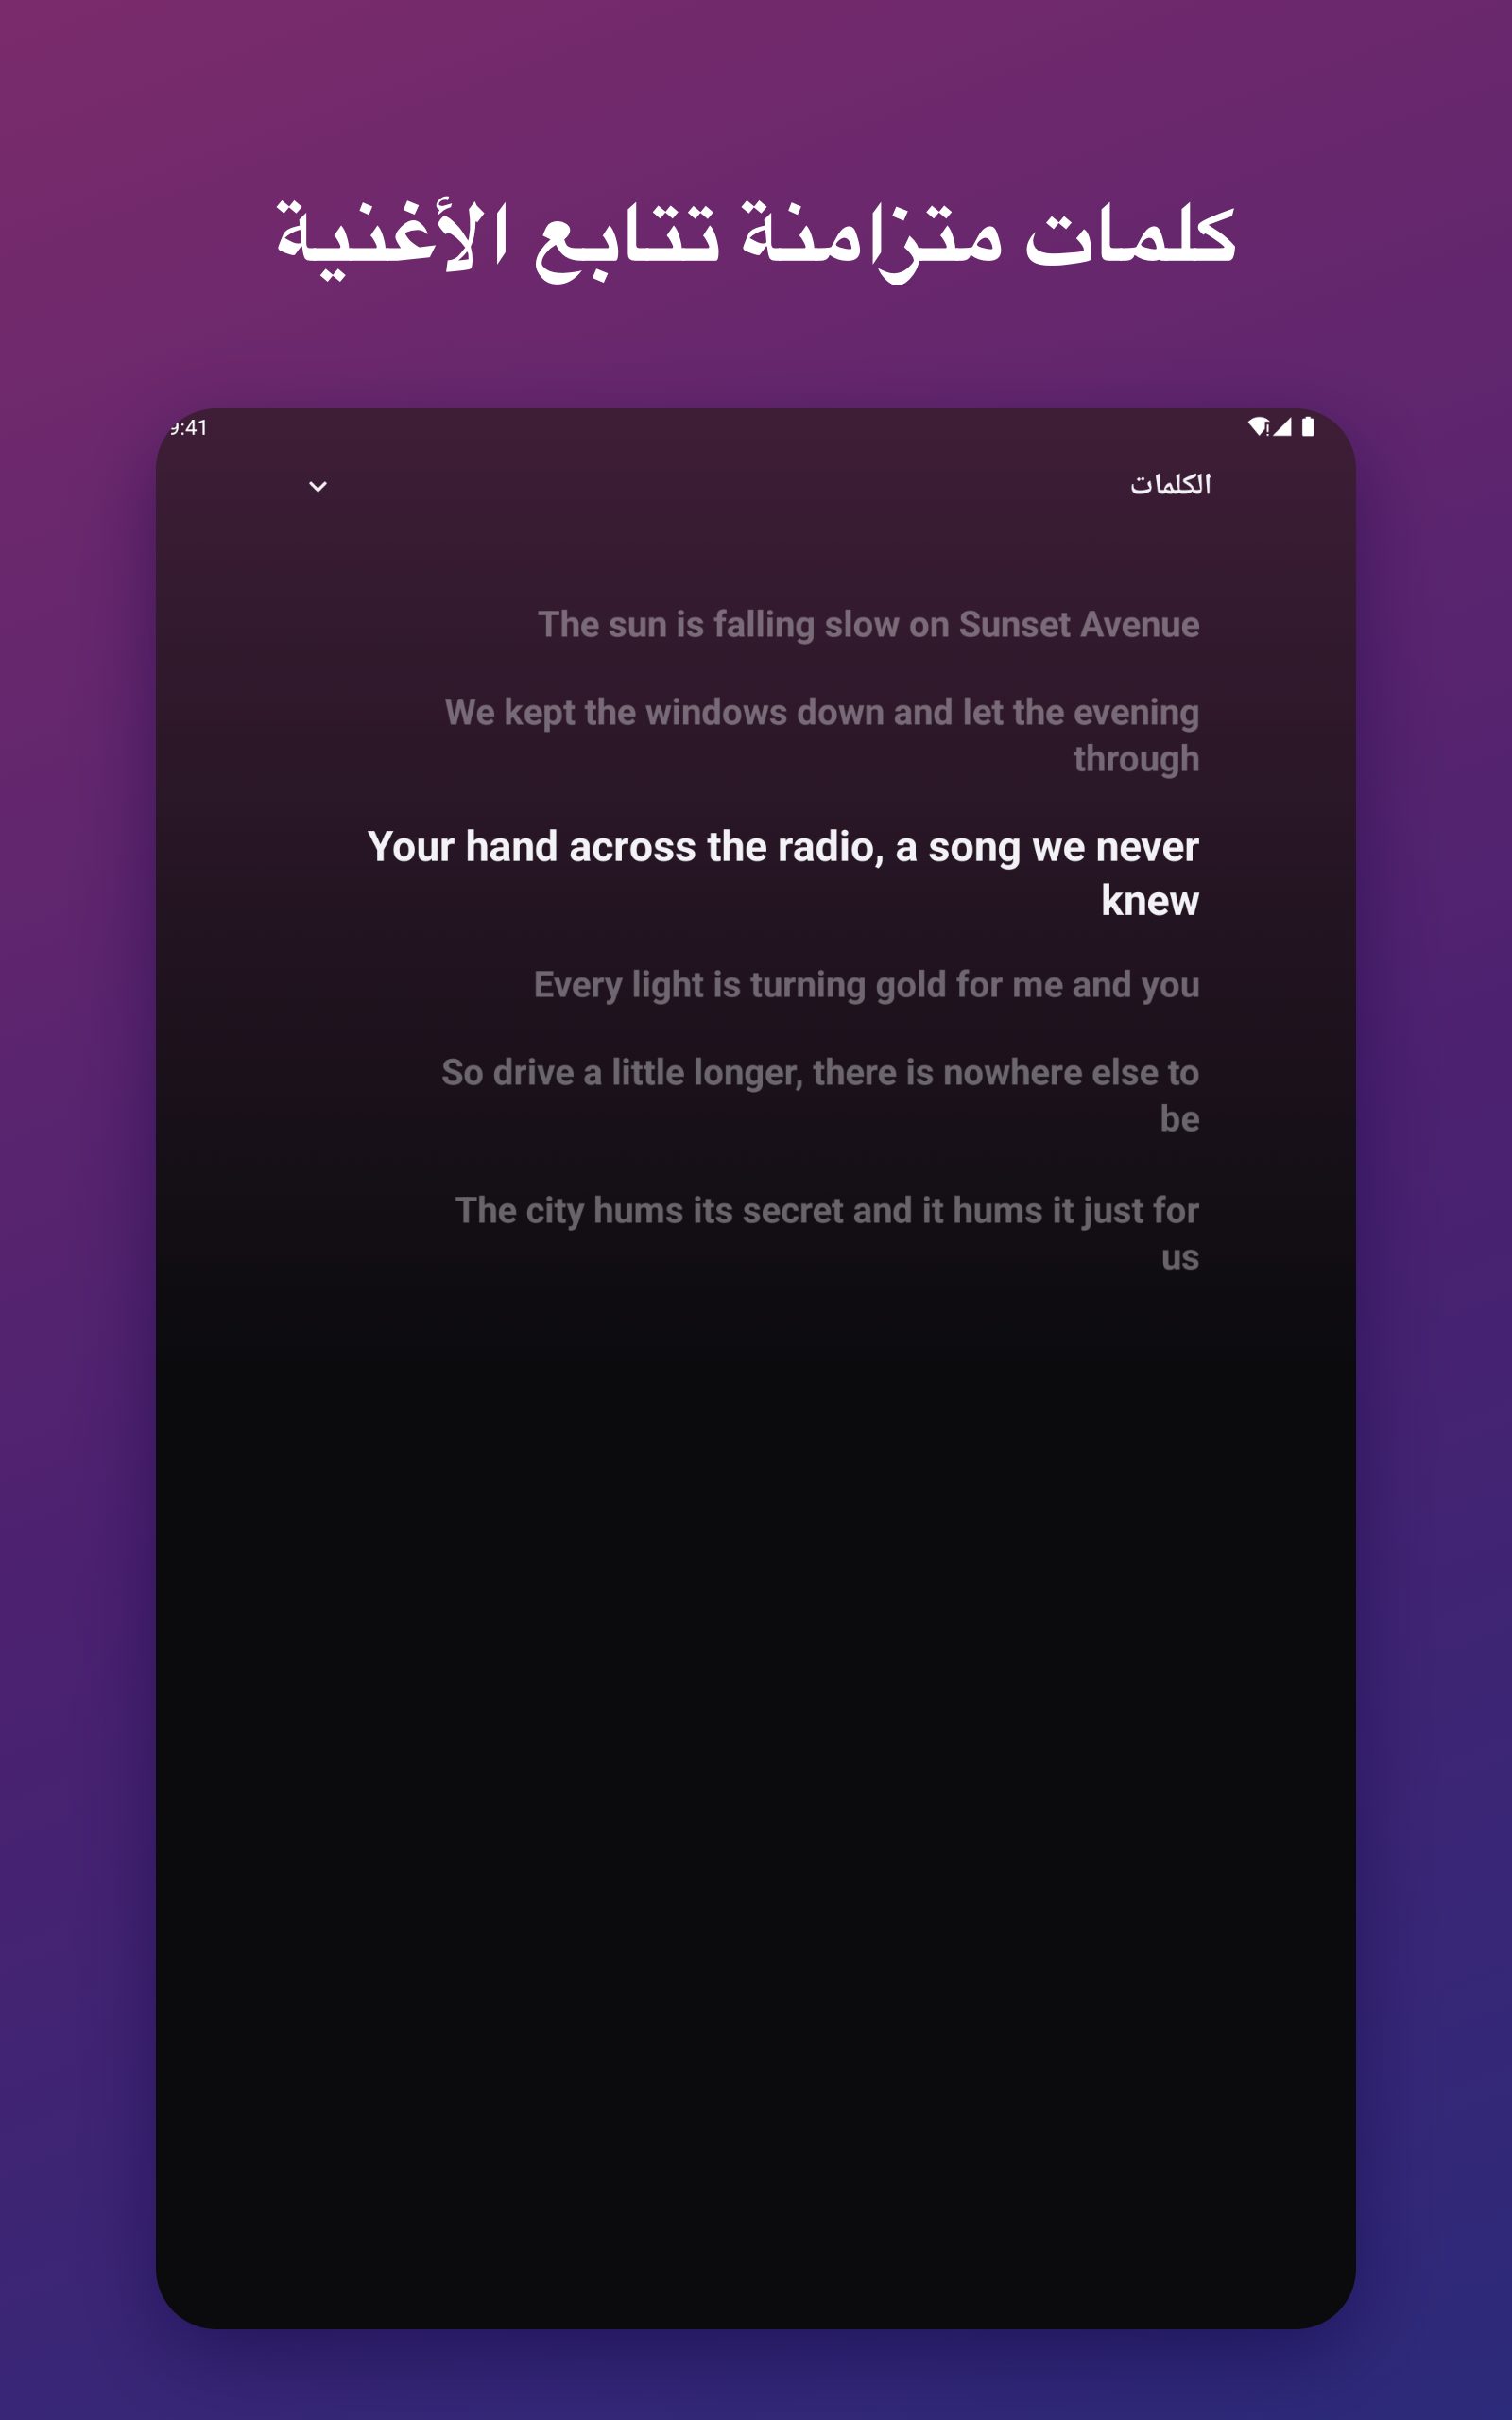 كلمات متزامنة تتابع الأغنية
9:41
الكلمات
The sun is falling slow on Sunset Avenue
We kept the windows down and let the evening
through
Your hand across the radio, a song we never
knew
Every light is turning gold for me and you
So drive a little longer, there is nowhere else to
be
The city hums its secret and it hums it just for
us